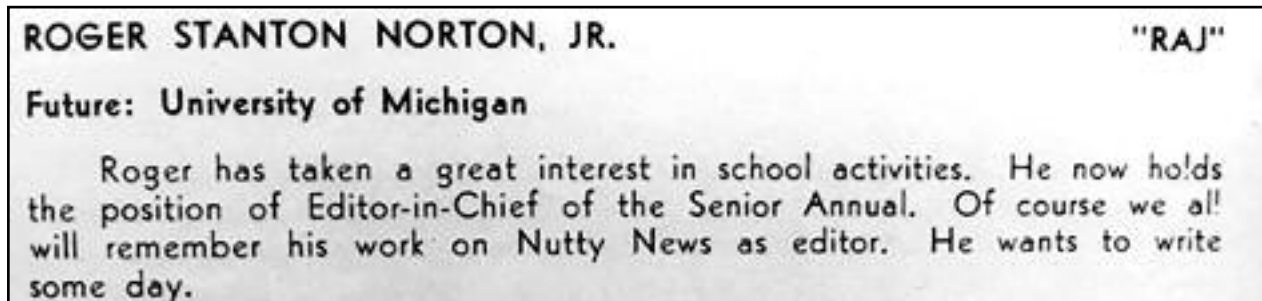 ROGER STANTON NORTON, JR. "RAJ"
Future: University of Michigan
Roger has taken a great interest in school activities. He now holds
the position of Editor-in-Chief of the Senior Annual. Of course we all
will remember his work on Nutty News as editor. He wants to write
some day.